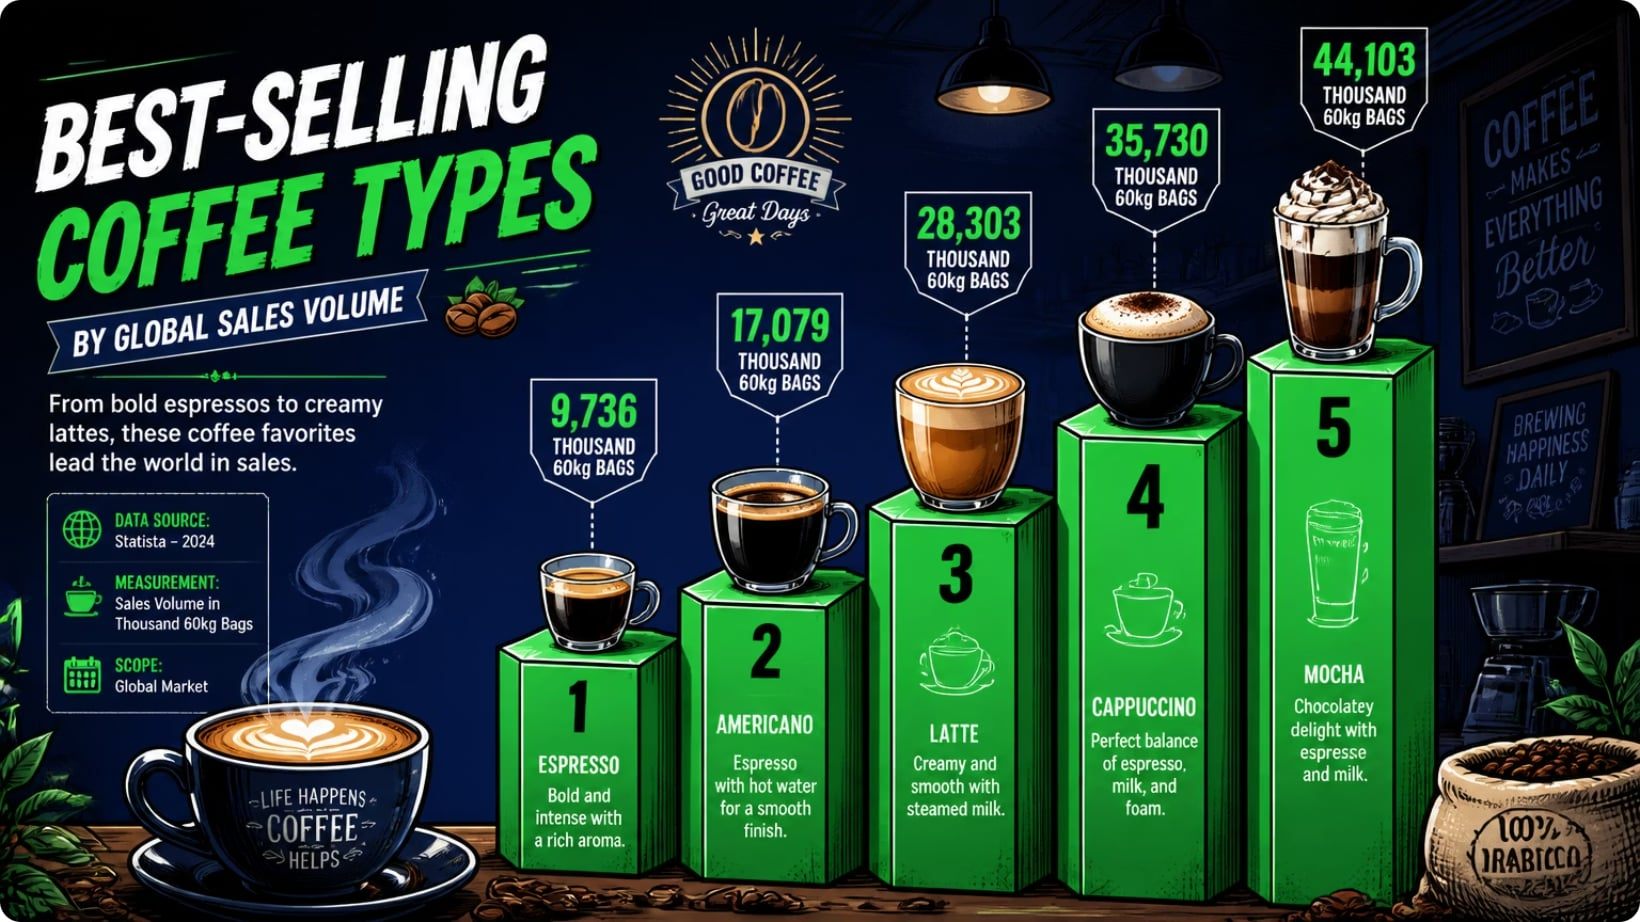 BEST-SELLING
COFFEE TYPES
BY GLOBAL SALES VOLUME
From bold espressos to creamy
lattes, these coffee favorites
lead the world in sales.
DATA SOURCE:
Statista – 2024
MEASUREMENT:
Sales Volume in
Thousand 60kg Bags
SCOPE:
Global Market
LIFE HAPPENS
COFFEE
HELPS
GOOD COFFEE
Great Days
9,736
THOUSAND
60kg BAGS
1
ESPRESSO
Bold and
intense with
a rich aroma.
17,079
THOUSAND
60kg BAGS
2
AMERICANO
Espresso
with hot water
for a smooth
finish.
28,303
THOUSAND
60kg BAGS
3
LATTE
Creamy and
smooth with
steamed milk.
35,730
THOUSAND
60kg BAGS
4
CAPPUCCINO
Perfect balance
of espresso,
milk, and
foam.
44,103
THOUSAND
60kg BAGS
5
MOCHA
Chocolatey
delight with
espresse
and milk.
COFFEE
MAKES
EVERYTHING
Better
BREWING
HAPPINESS
DAILY
100%